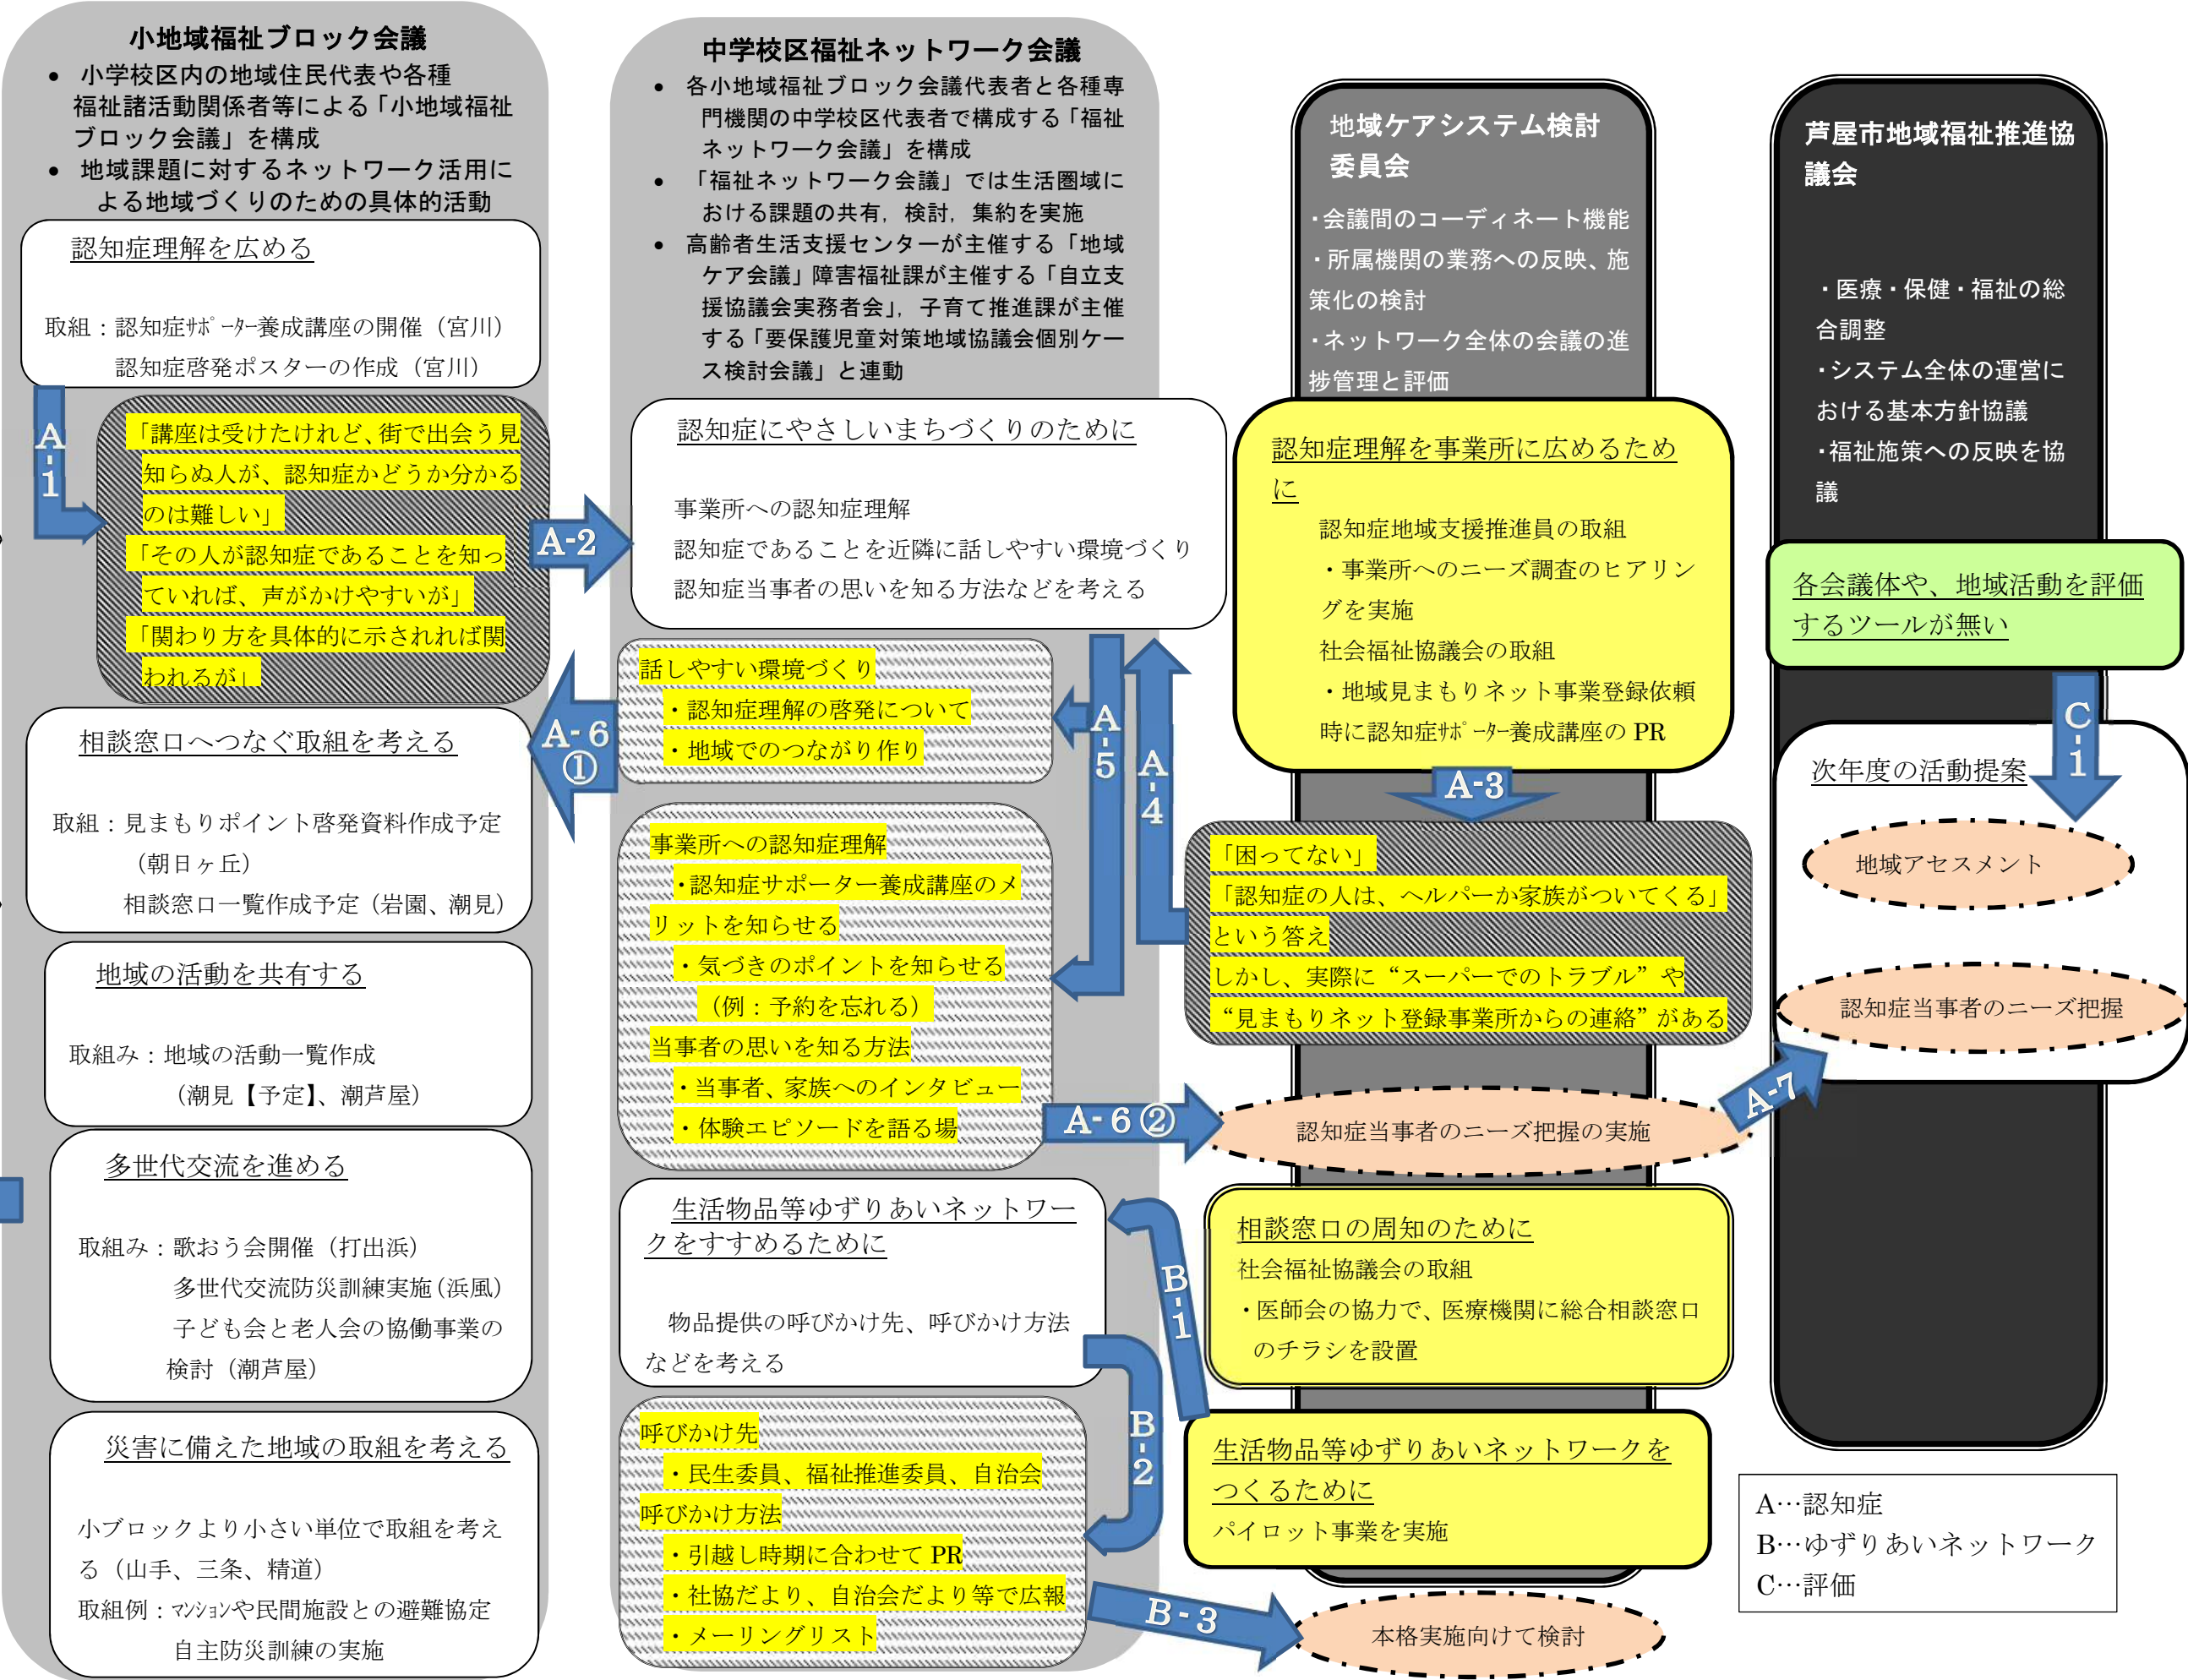 小地域福祉ブロック会議
• 小学校区内の地域住民代表や各種
福祉諸活動関係者等による「小地域福祉
ブロック会議」を構成
• 地域課題に対するネットワーク活用に
よる地域づくりのための具体的活動
認知症理解を広める
取組：認知症ｻﾎﾟｰﾀｰ養成講座の開催（宮川）
認知症啓発ポスターの作成（宮川）
A-1
「講座は受けたけれど、街で出会う見
知らぬ人が、認知症かどうか分かる
のは難しい」
「その人が認知症であることを知っ
ていれば、声がかけやすいが」
「関わり方を具体的に示されれば関
われるが」
相談窓口へつなぐ取組を考える
取組：見まもりポイント啓発資料作成予定
（朝日ヶ丘）
相談窓口一覧作成予定（岩園、潮見）
地域の活動を共有する
取組み：地域の活動一覧作成
（潮見【予定】、潮芦屋）
多世代交流を進める
取組み：歌おう会開催（打出浜）
多世代交流防災訓練実施（浜風）
子ども会と老人会の協働事業の
検討（潮芦屋）
災害に備えた地域の取組を考える
小ブロックより小さい単位で取組を考え
る（山手、三条、精道）
取組例：ﾏﾝｼｮﾝや民間施設との避難協定
自主防災訓練の実施
中学校区福祉ネットワーク会議
• 各小地域福祉ブロック会議代表者と各種専
門機関の中学校区代表者で構成する「福祉
ネットワーク会議」を構成
• 「福祉ネットワーク会議」では生活圏域に
おける課題の共有，検討，集約を実施
• 高齢者生活支援センターが主催する「地域
ケア会議」障害福祉課が主催する「自立支
援協議会実務者会」，子育て推進課が主催
する「要保護児童対策地域協議会個別ケー
ス検討会議」と連動
A-2
認知症にやさしいまちづくりのために
事業所への認知症理解
認知症であることを近隣に話しやすい環境づくり
認知症当事者の思いを知る方法などを考える
A-6
①
話しやすい環境づくり
・認知症理解の啓発について
・地域でのつながり作り
A-5
A-4
事業所への認知症理解
・認知症サポーター養成講座のメ
リットを知らせる
・気づきのポイントを知らせる
（例：予約を忘れる）
当事者の思いを知る方法
・当事者、家族へのインタビュー
・体験エピソードを語る場
A-6②
生活物品等ゆずりあいネットワー
クをすすめるために
物品提供の呼びかけ先、呼びかけ方法
などを考える
B-1
B-2
呼びかけ先
・民生委員、福祉推進委員、自治会
呼びかけ方法
・引越し時期に合わせて PR
・社協だより、自治会だより等で広報
・メーリングリスト
B-3
地域ケアシステム検討
委員会
・会議間のコーディネート機能
・所属機関の業務への反映、施
策化の検討
・ネットワーク全体の会議の進
捗管理と評価
認知症理解を事業所に広めるため
に
認知症地域支援推進員の取組
・事業所へのニーズ調査のヒアリン
グを実施
社会福祉協議会の取組
・地域見まもりネット事業登録依頼
時に認知症ｻﾎﾟｰﾀｰ養成講座の PR
A-3
「困ってない」
「認知症の人は、ヘルパーか家族がついてくる」
という答え
しかし、実際に“スーパーでのトラブル”や
“見まもりネット登録事業所からの連絡”がある
認知症当事者のニーズ把握の実施
A-7
相談窓口の周知のために
社会福祉協議会の取組
・医師会の協力で、医療機関に総合相談窓口
のチラシを設置
生活物品等ゆずりあいネットワークを
つくるために
パイロット事業を実施
本格実施向けて検討
芦屋市地域福祉推進協
議会
・医療・保健・福祉の総
合調整
・システム全体の運営に
おける基本方針協議
・福祉施策への反映を協
議
各会議体や、地域活動を評価
するツールが無い
C-1
次年度の活動提案
地域アセスメント
認知症当事者のニーズ把握
A…認知症
B…ゆずりあいネットワーク
C…評価